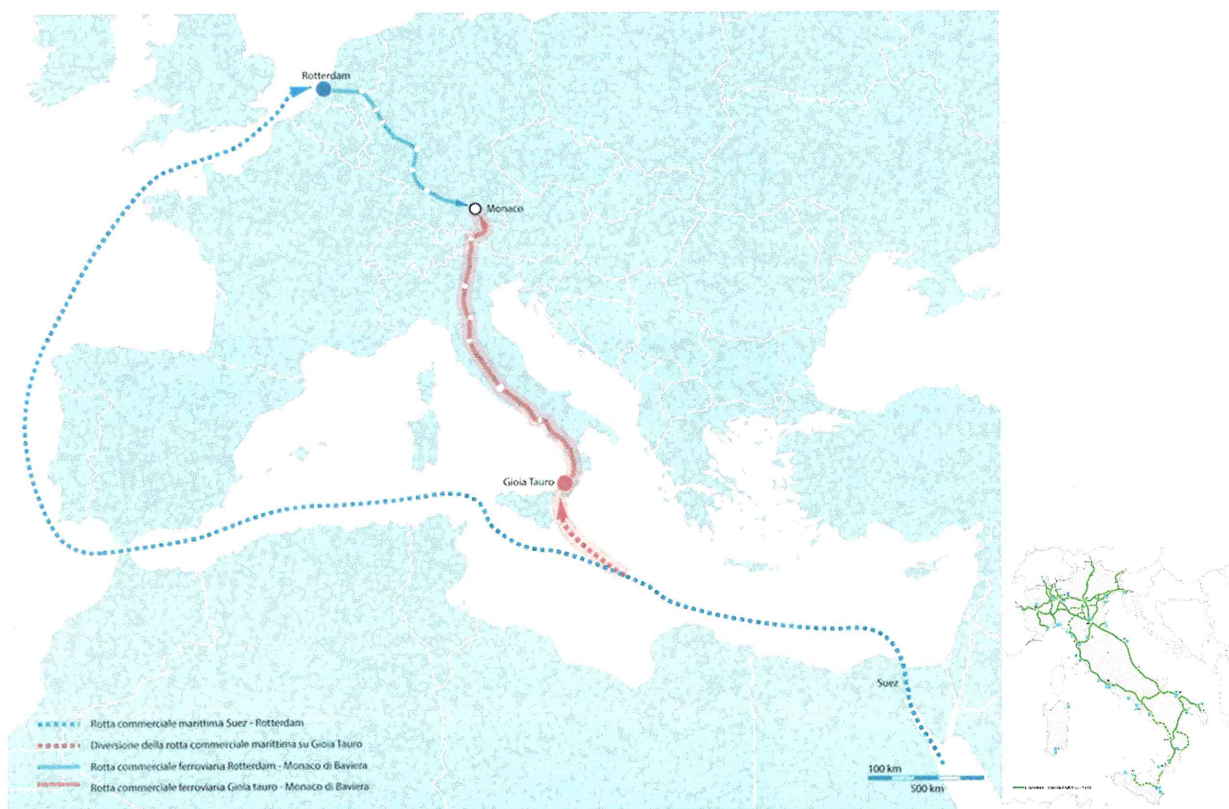 Rotterdam
Monaco
Gioia Tauro
Suez
Rotta commerciale marittima Suez - Rotterdam
Diversione della rotta commerciale marittima su Gioia Tauro
Rotta commerciale ferroviaria Rotterdam - Monaco di Baviera
Rotta commerciale ferroviaria Gioia tauro - Monaco di Baviera
100 km
500 km